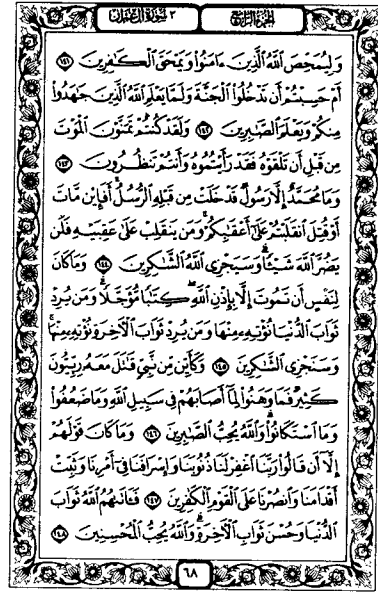 الجزء الرابع
٣ سورة آل عمران
وَلِيُمَحِّصَ ٱللَّهُ ٱلَّذِينَ ءَامَنُوا۟ وَيَمْحَقَ ٱلْكَٰفِرِينَ ١٤١
أَمْ حَسِبْتُمْ أَن تَدْخُلُوا۟ ٱلْجَنَّةَ وَلَمَّا يَعْلَمِ ٱللَّهُ ٱلَّذِينَ جَٰهَدُوا۟
مِنكُمْ وَيَعْلَمَ ٱلصَّٰبِرِينَ ١٤٢ وَلَقَدْ كُنتُمْ تَمَنَّوْنَ ٱلْمَوْتَ
مِن قَبْلِ أَن تَلْقَوْهُ فَقَدْ رَأَيْتُمُوهُ وَأَنتُمْ تَنظُرُونَ ١٤٣
وَمَا مُحَمَّدٌ إِلَّا رَسُولٌ قَدْ خَلَتْ مِن قَبْلِهِ ٱلرُّسُلُ ۚ أَفَإِي۟ن مَّاتَ
أَوْ قُتِلَ ٱنقَلَبْتُمْ عَلَىٰٓ أَعْقَٰبِكُمْ ۚ وَمَن يَنقَلِبْ عَلَىٰ عَقِبَيْهِ فَلَن
يَضُرَّ ٱللَّهَ شَيْـًٔا ۗ وَسَيَجْزِى ٱللَّهُ ٱلشَّٰكِرِينَ ١٤٤ وَمَا كَانَ
لِنَفْسٍ أَن تَمُوتَ إِلَّا بِإِذْنِ ٱللَّهِ كِتَٰبًا مُّؤَجَّلًا ۗ وَمَن يُرِدْ
ثَوَابَ ٱلدُّنْيَا نُؤْتِهِۦ مِنْهَا وَمَن يُرِدْ ثَوَابَ ٱلْءَاخِرَةِ نُؤْتِهِۦ مِنْهَا ۚ
وَسَنَجْزِى ٱلشَّٰكِرِينَ ١٤٥ وَكَأَيِّن مِّن نَّبِىٍّ قَٰتَلَ مَعَهُۥ رِبِّيُّونَ
كَثِيرٌ فَمَا وَهَنُوا۟ لِمَآ أَصَابَهُمْ فِى سَبِيلِ ٱللَّهِ وَمَا ضَعُفُوا۟
وَمَا ٱسْتَكَانُوا۟ ۗ وَٱللَّهُ يُحِبُّ ٱلصَّٰبِرِينَ ١٤٦ وَمَا كَانَ قَوْلَهُمْ
إِلَّآ أَن قَالُوا۟ رَبَّنَا ٱغْفِرْ لَنَا ذُنُوبَنَا وَإِسْرَافَنَا فِىٓ أَمْرِنَا وَثَبِّتْ
أَقْدَامَنَا وَٱنصُرْنَا عَلَى ٱلْقَوْمِ ٱلْكَٰفِرِينَ ١٤٧ فَـَٔاتَىٰهُمُ ٱللَّهُ ثَوَابَ
ٱلدُّنْيَا وَحُسْنَ ثَوَابِ ٱلْءَاخِرَةِ ۗ وَٱللَّهُ يُحِبُّ ٱلْمُحْسِنِينَ ١٤٨
٦٨